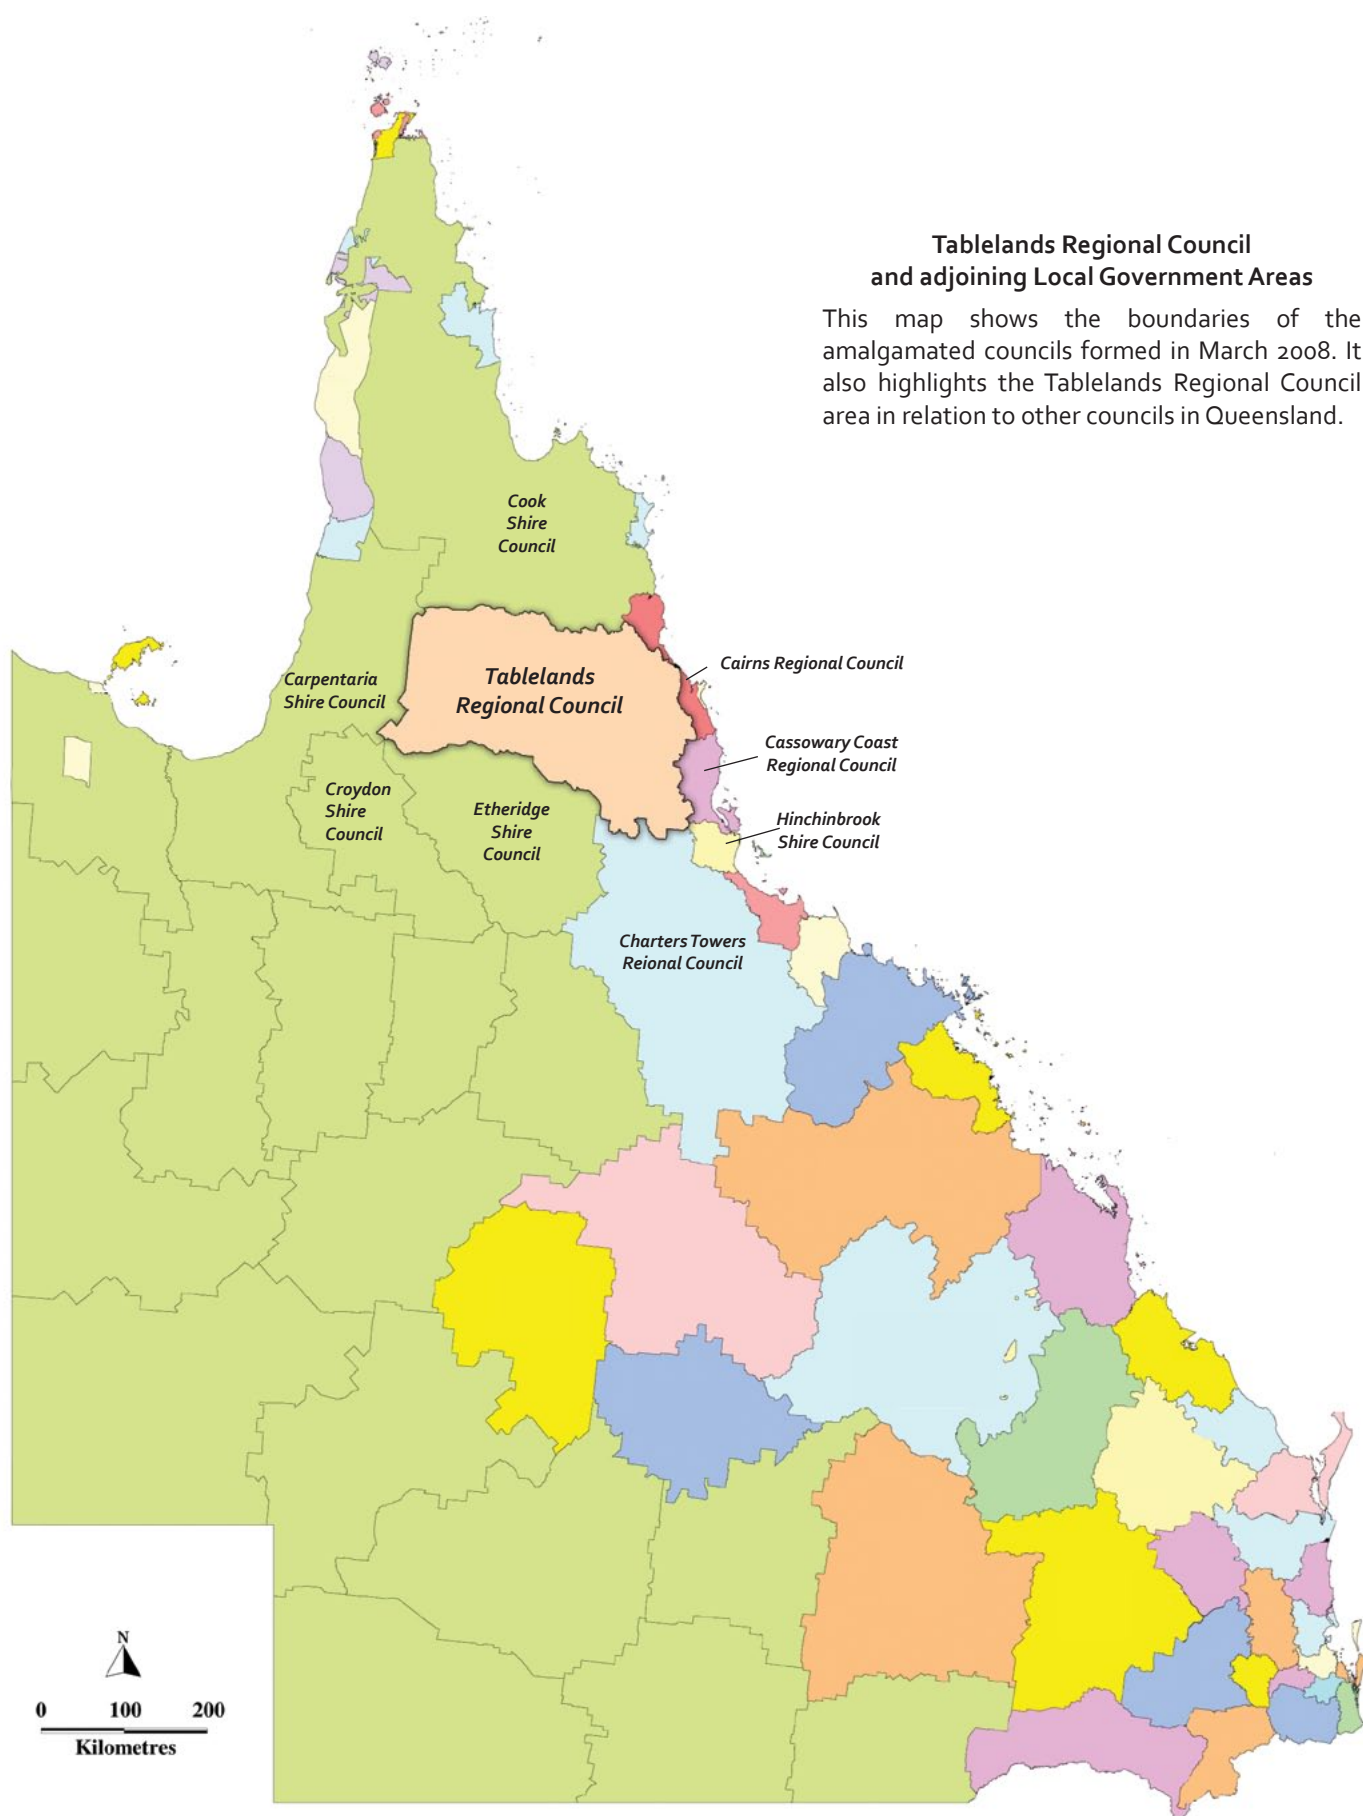 Tablelands Regional Council
and adjoining Local Government Areas
This map shows the boundaries of the
amalgamated councils formed in March 2008. It
also highlights the Tablelands Regional Council
area in relation to other councils in Queensland.
Cook
Shire
Council
Cairns Regional Council
Tablelands
Regional Council
Carpentaria
Shire Council
Cassowary Coast
Regional Council
Croydon
Shire
Council
Etheridge
Shire
Council
Hinchinbrook
Shire Council
Charters Towers
Reional Council
N
0 100 200
Kilometres